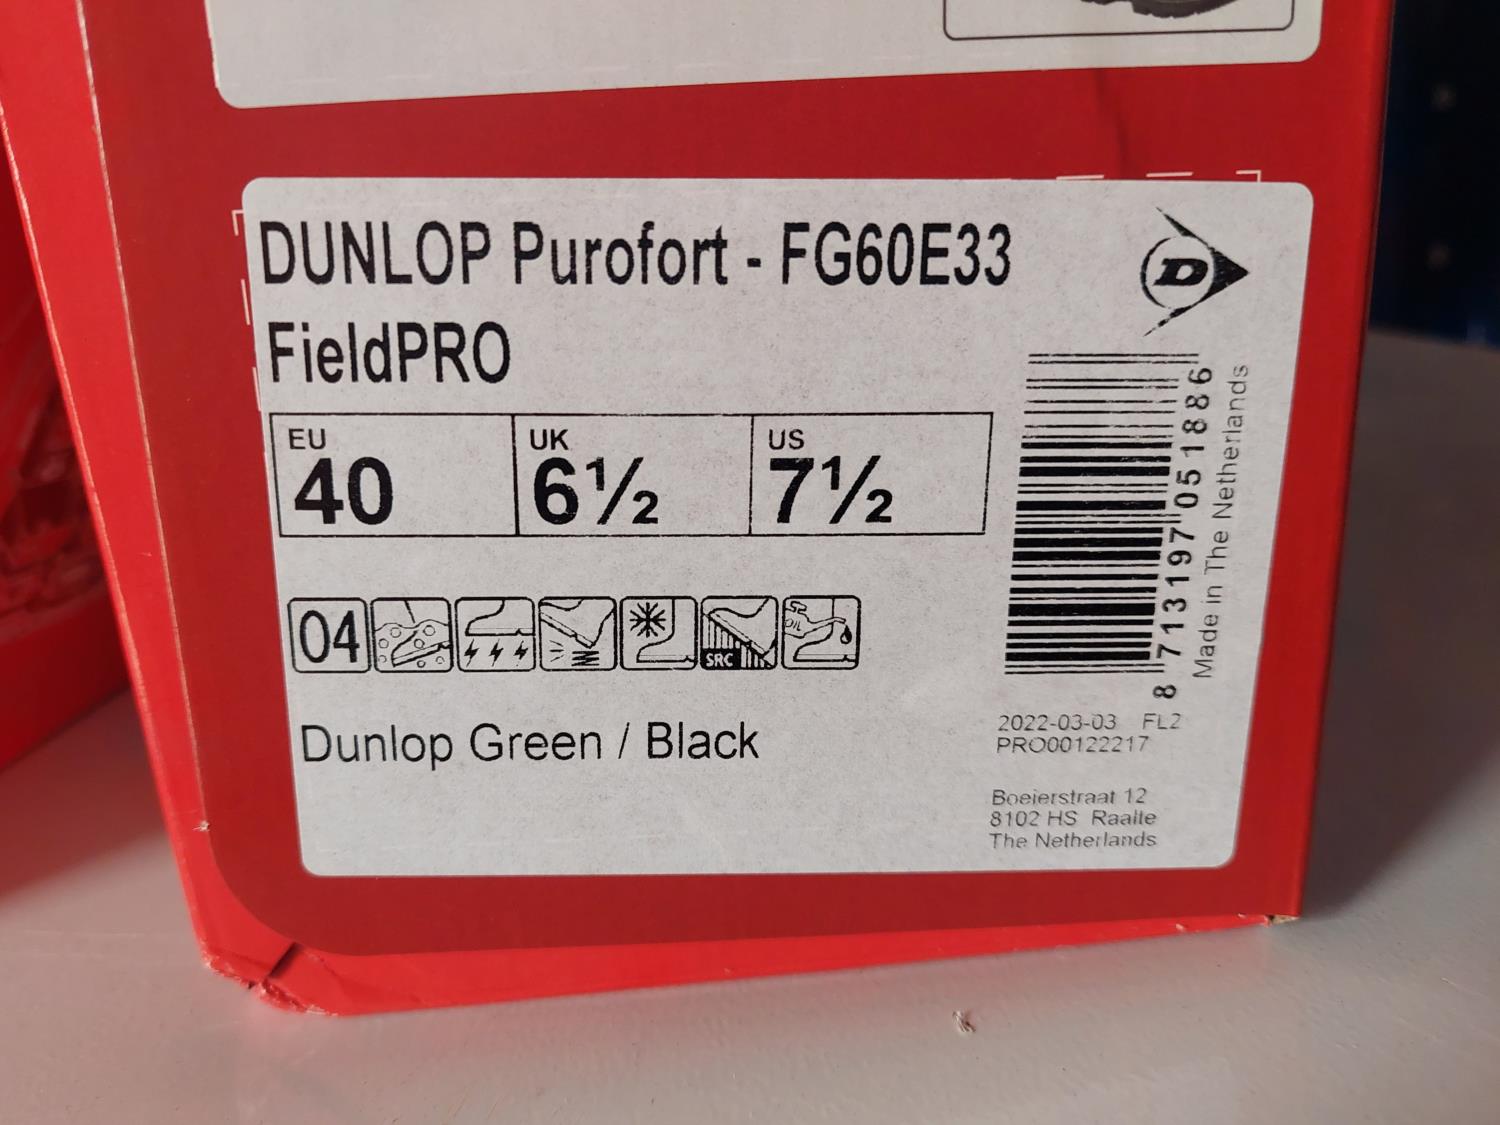 DUNLOP Purofort - FG60E33
FieldPRO
D
EU
40
UK
6½
US
7½
04
SRC
OIL
Dunlop Green / Black
8 713197 051886
Made in The Netherlands
2022-03-03 FL2
PRO00122217
Boeierstraat 12
8102 HS Raalte
The Netherlands